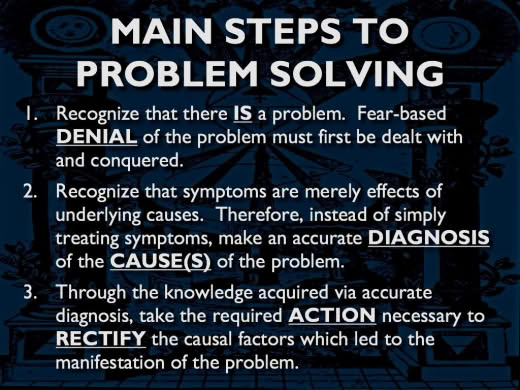 MAIN STEPS TO
PROBLEM SOLVING
1. Recognize that there IS a problem. Fear-based
DENIAL of the problem must first be dealt with
and conquered.
2. Recognize that symptoms are merely effects of
underlying causes. Therefore, instead of simply
treating symptoms, make an accurate DIAGNOSIS
of the CAUSE(S) of the problem.
3. Through the knowledge acquired via accurate
diagnosis, take the required ACTION necessary to
RECTIFY the causal factors which led to the
manifestation of the problem.